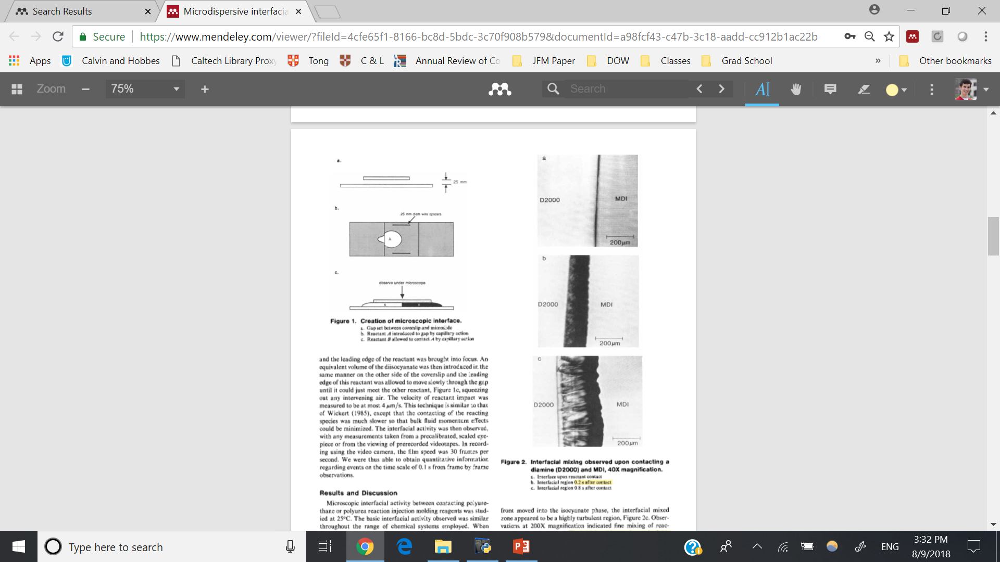 Search Results
Microdispersive interfacia
Secure
https://www.mendeley.com/viewer/?fileId=4cfe65f1-8166-bc8d-5bdc-3c70f908b579&documentId=a98fcf43-c47b-3c18-aadd-cc912b1ac22b
Apps
Calvin and Hobbes
Caltech Library Proxy
Tong
C & L
Annual Review of Co
JFM Paper
DOW
Classes
Grad School
»
Other bookmarks
Zoom
75%
Search
a.
25 mm
b.
.25 mm diam wire spacers
A
c.
observe under microscope
A
B
Figure 1. Creation of microscopic interface.
a. Gap set between coverslip and microslide
b. Reactant A introduced to gap by capillary action
c. Reactant B allowed to contact A by capillary action
and the leading edge of the reactant was brought into focus. An
equivalent volume of the diisocyanate was then introduced in the
same manner on the other side of the coverslip and the leading
edge of this reactant was allowed to move slowly through the gap
until it could just meet the other reactant, Figure 1c, squeezing
out any intervening air. The velocity of reactant impact was
measured to be at most 4 μm/s. This technique is similar to that
of Wickert (1985), except that the contacting of the reacting
species was much slower so that bulk fluid momentum effects
could be minimized. The interfacial activity was then observed,
with any measurements taken from a precalibrated, scaled eye-
piece or from the viewing of prerecorded videotapes. In record-
ing using the video camera, the film speed was 30 frames per
second. We were thus able to obtain quantitative information
regarding events on the time scale of 0.1 s from frame by frame
observations.
Results and Discussion
Microscopic interfacial activity between contacting polyure-
thane or polyurea reaction injection molding reagents was stud-
ied at 25°C. The basic interfacial activity observed was similar
throughout the range of chemical systems employed. When
a
D2000
MDI
200μm
b
D2000
MDI
200μm
c
D2000
MDI
200μm
Figure 2. Interfacial mixing observed upon contacting a
diamine (D2000) and MDI, 40X magnification.
a. Interface upon reactant contact
b. Interfacial region 0.2 s after contact
c. Interfacial region 0.8 s after contact
front moved into the isocyanate phase, the interfacial mixed
zone appeared to be a highly turbulent region, Figure 2c. Obser-
vations at 200X magnification indicated fine mixing of reac-
Type here to search
ENG
3:32 PM
8/9/2018